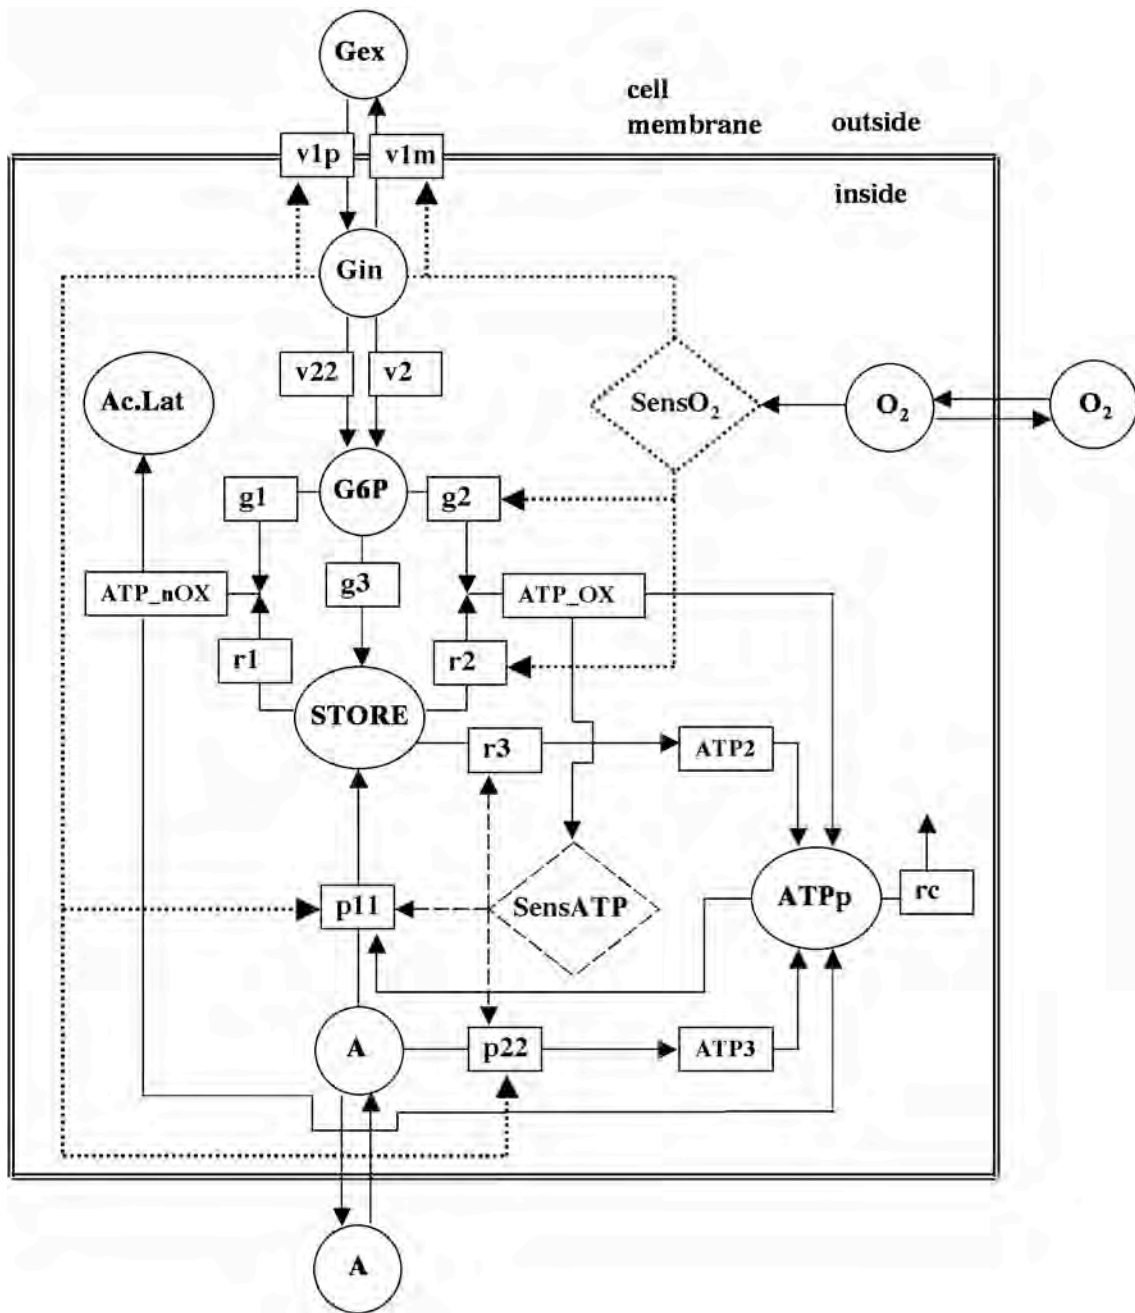 Gex
cell
membrane
outside
v1p
v1m
inside
Gin
v22
v2
Ac.Lat
SensO₂
O₂
O₂
g1
G6P
g2
ATP_nOX
g3
ATP_OX
r1
r2
STORE
r3
ATP2
p11
SensATP
ATPp
rc
A
p22
ATP3
A